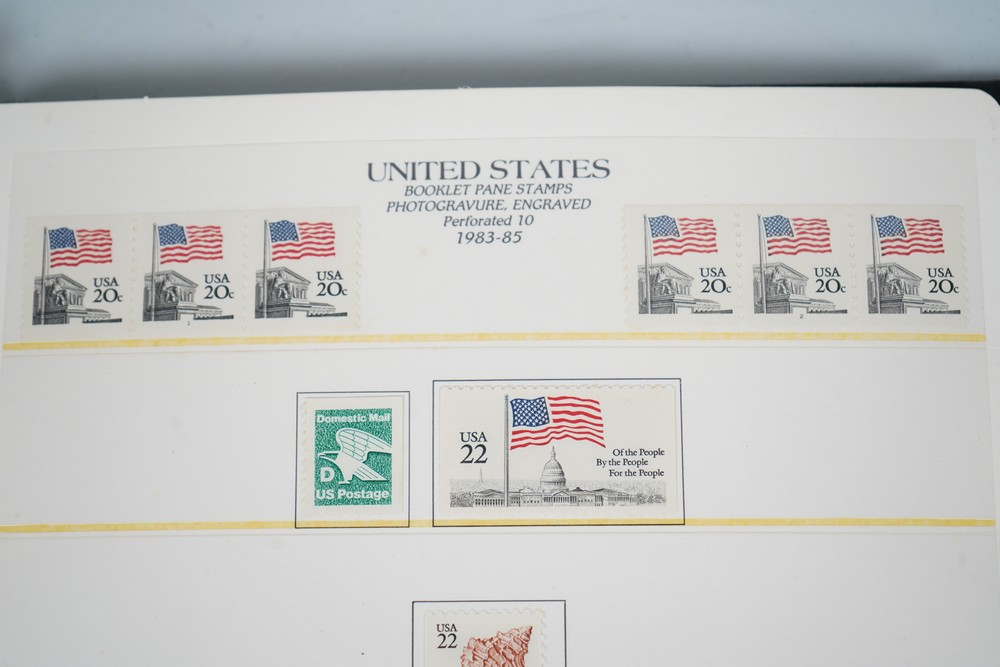 UNITED STATES
BOOKLET PANE STAMPS
PHOTOGRAVURE, ENGRAVED
Perforated 10
1983-85
USA
20c
USA
20c
1
USA
20c
USA
20c
USA
20c
2
USA
20c
Domestic Mail
D
US Postage
USA
22
Of the People
By the People
For the People
USA
22